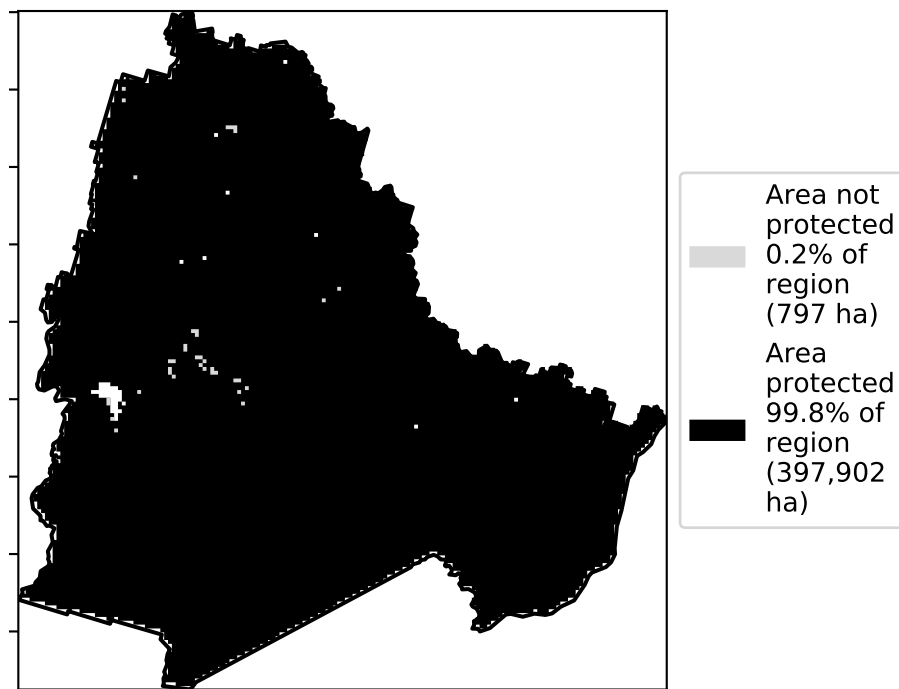 Area not
protected
0.2% of
region
(797 ha)
Area
protected
99.8% of
region
(397,902
ha)